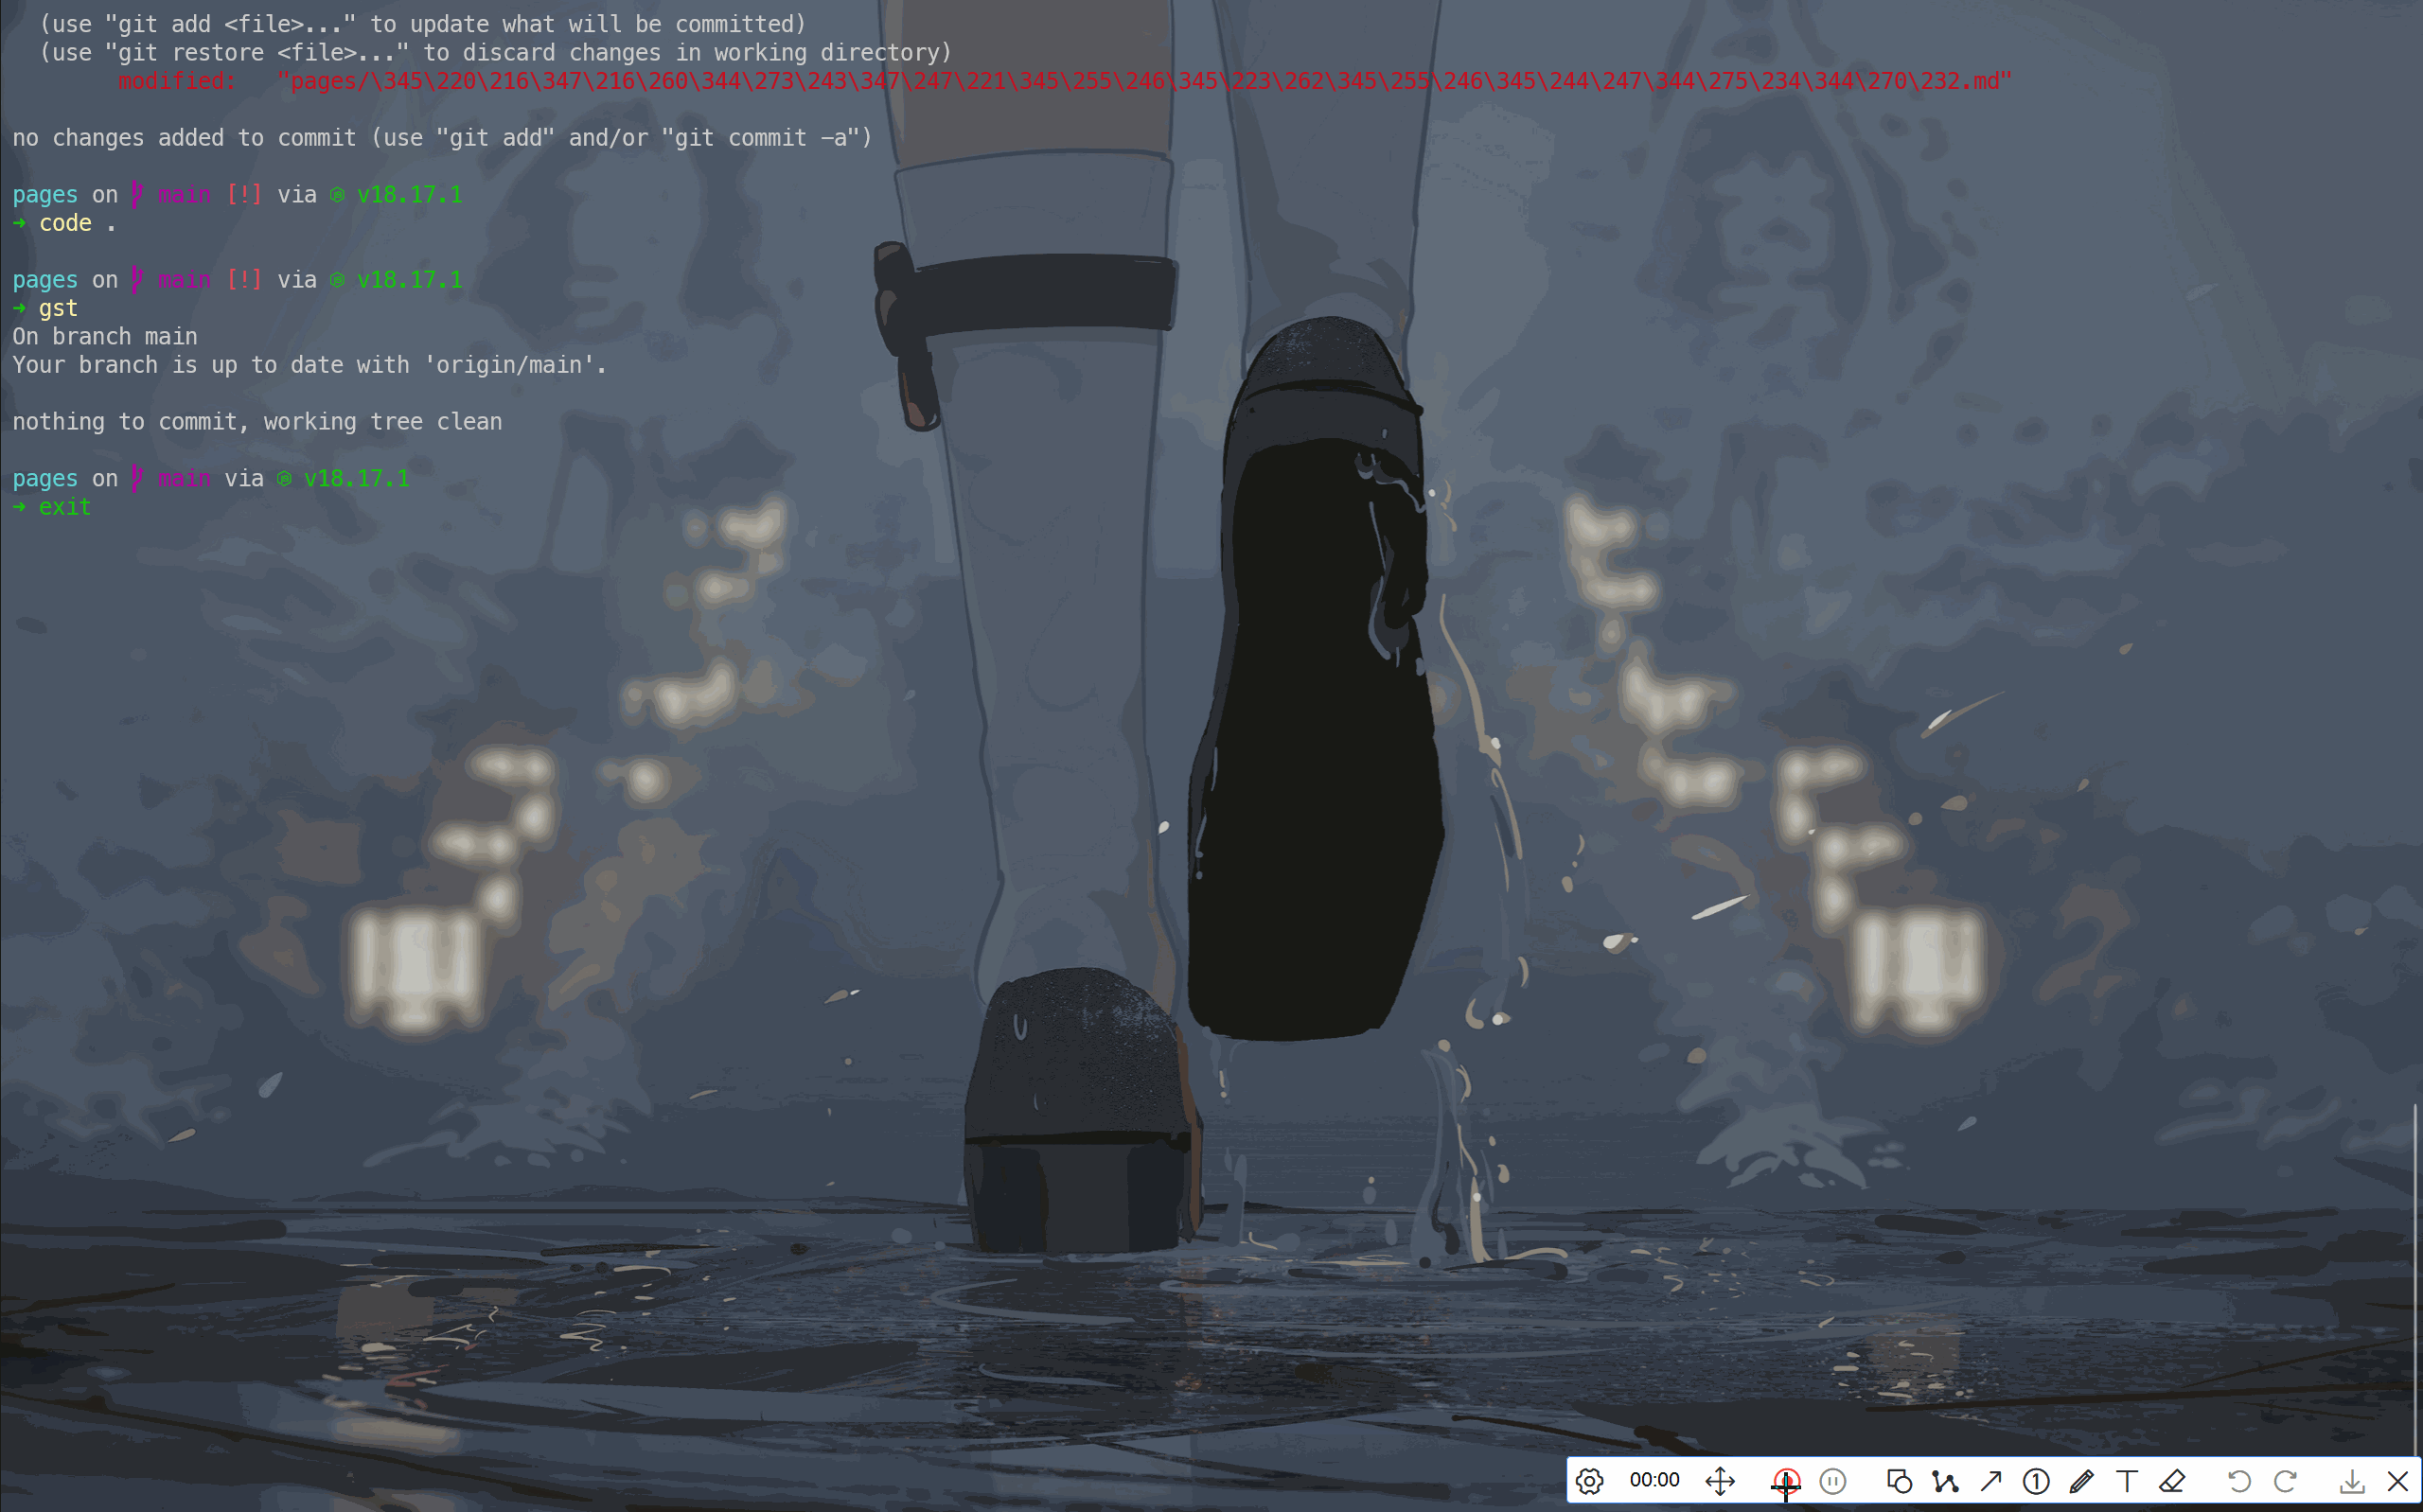 (use "git add <file>..." to update what will be committed)
(use "git restore <file>..." to discard changes in working directory)
modified:   "pages/\345\220\216\347\216\260\344\273\243\347\247\221\345\255\246\345\223\262\345\255\246\345\244\247\344\275\234\344\270\232.md"
no changes added to commit (use "git add" and/or "git commit -a")
pages on main [!] via v18.17.1
→ code .
pages on main [!] via v18.17.1
→ gst
On branch main
Your branch is up to date with 'origin/main'.
nothing to commit, working tree clean
pages on main via v18.17.1
→ exit
00:00